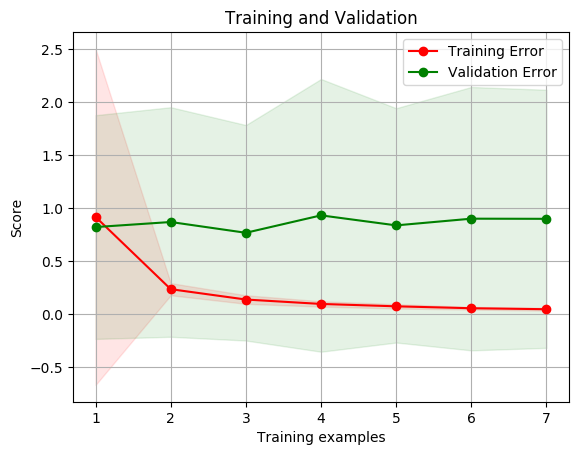 Training and Validation
Training Error
Validation Error
Score
2.5
2.0
1.5
1.0
0.5
0.0
−0.5
1 2 3 4 5 6 7
Training examples